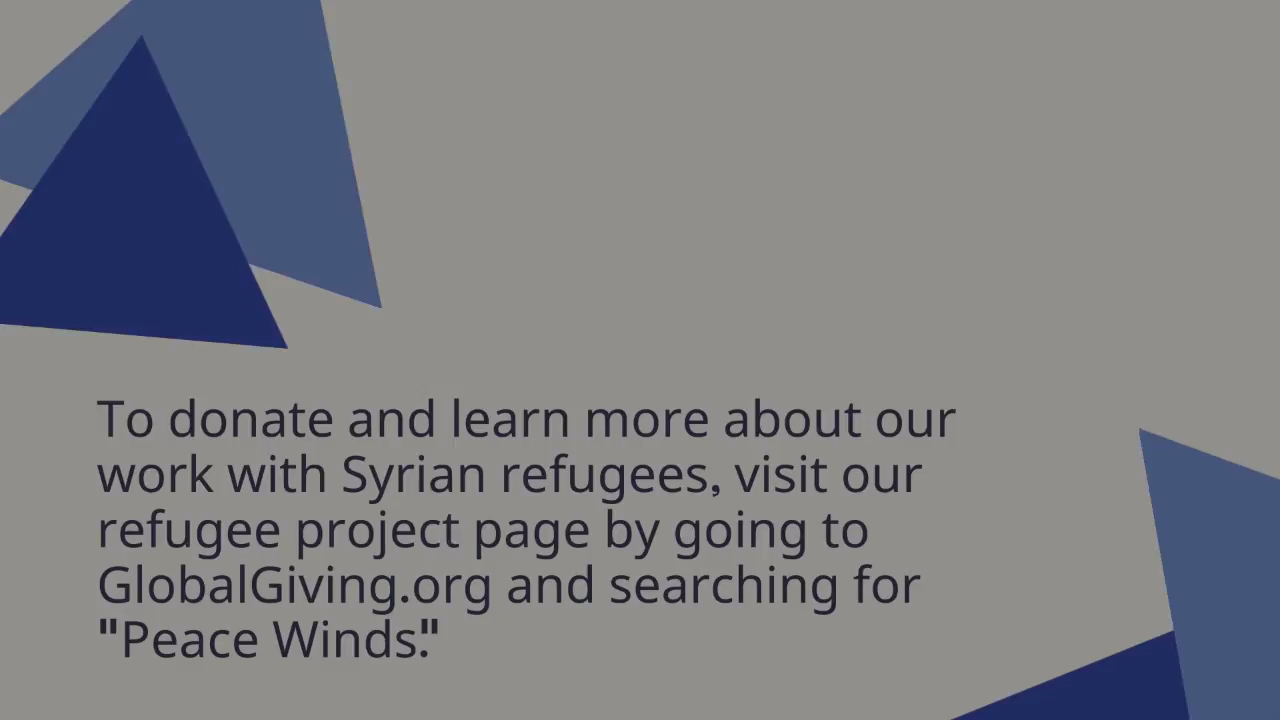 To donate and learn more about our
work with Syrian refugees, visit our
refugee project page by going to
GlobalGiving.org and searching for
"Peace Winds."